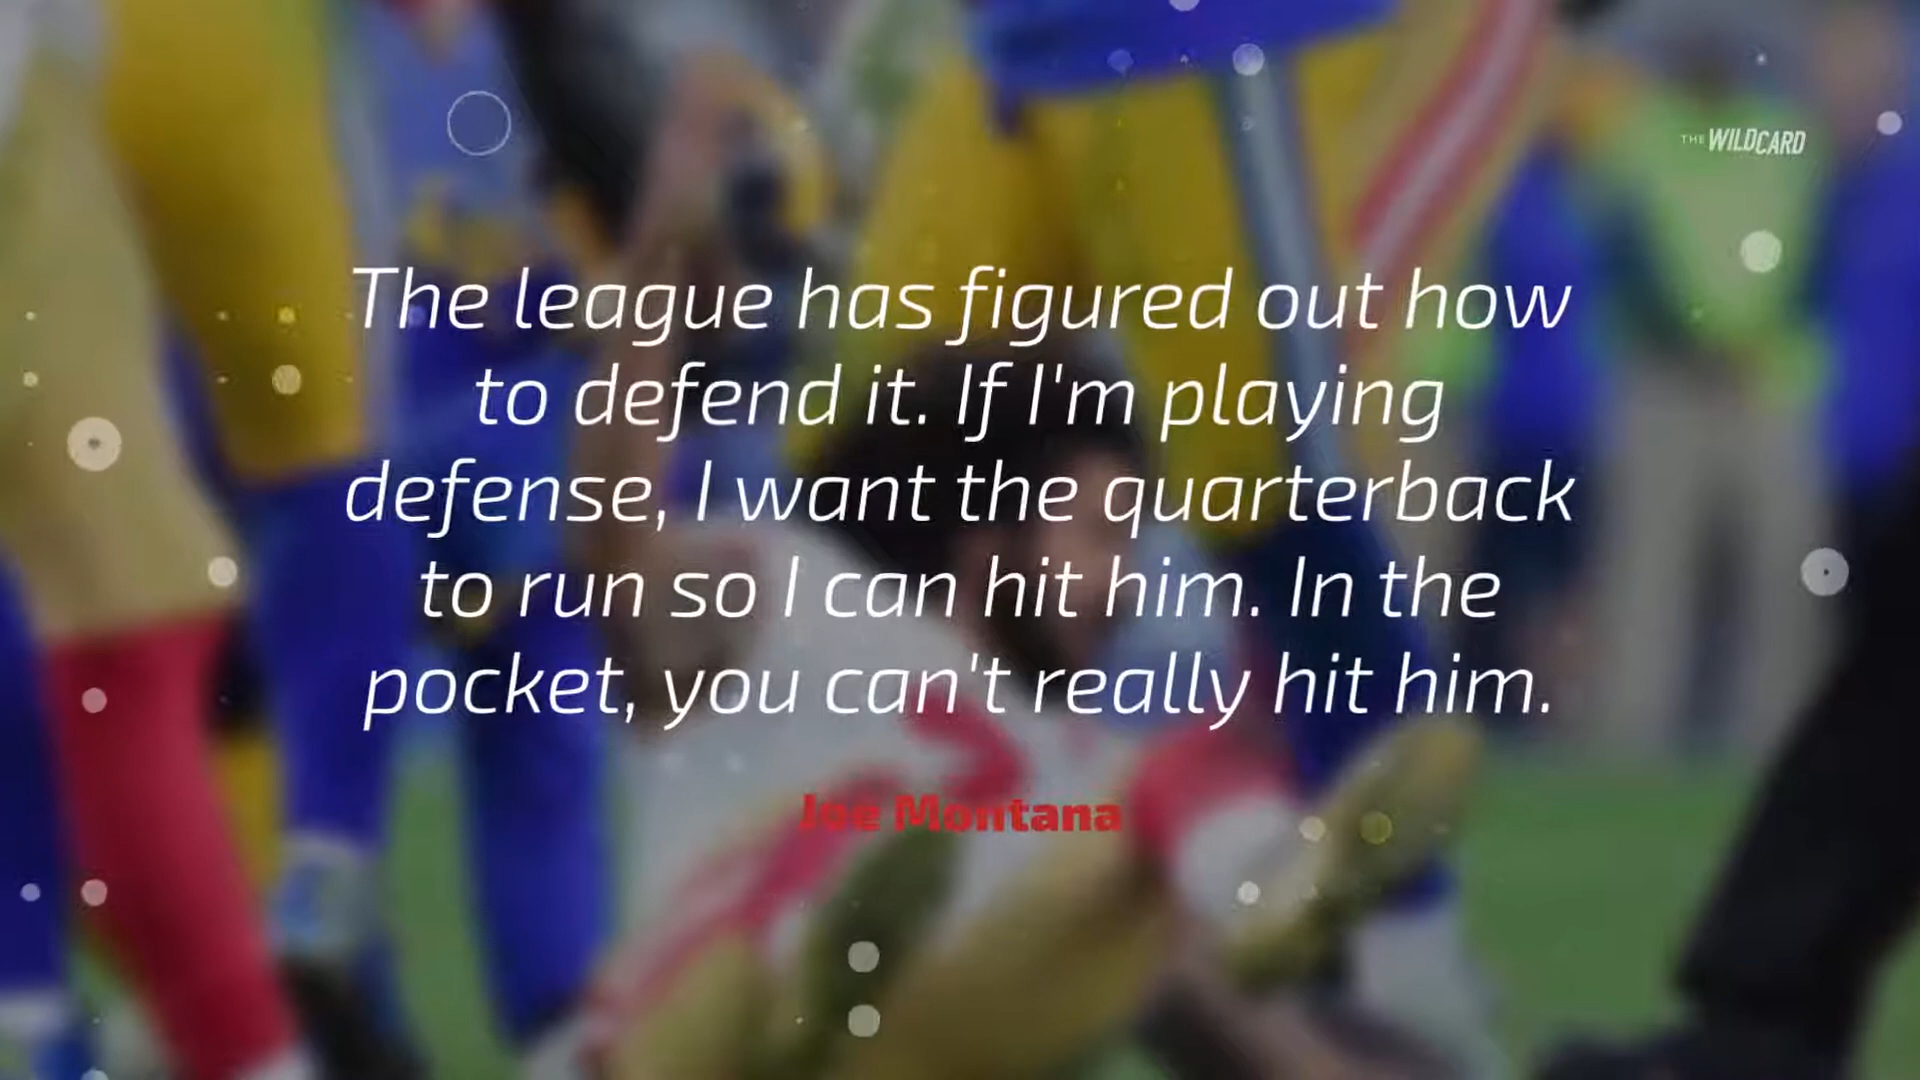 THE WILDCARD
The league has figured out how
to defend it. If I'm playing
defense, I want the quarterback
to run so I can hit him. In the
pocket, you can't really hit him.
Joe Montana